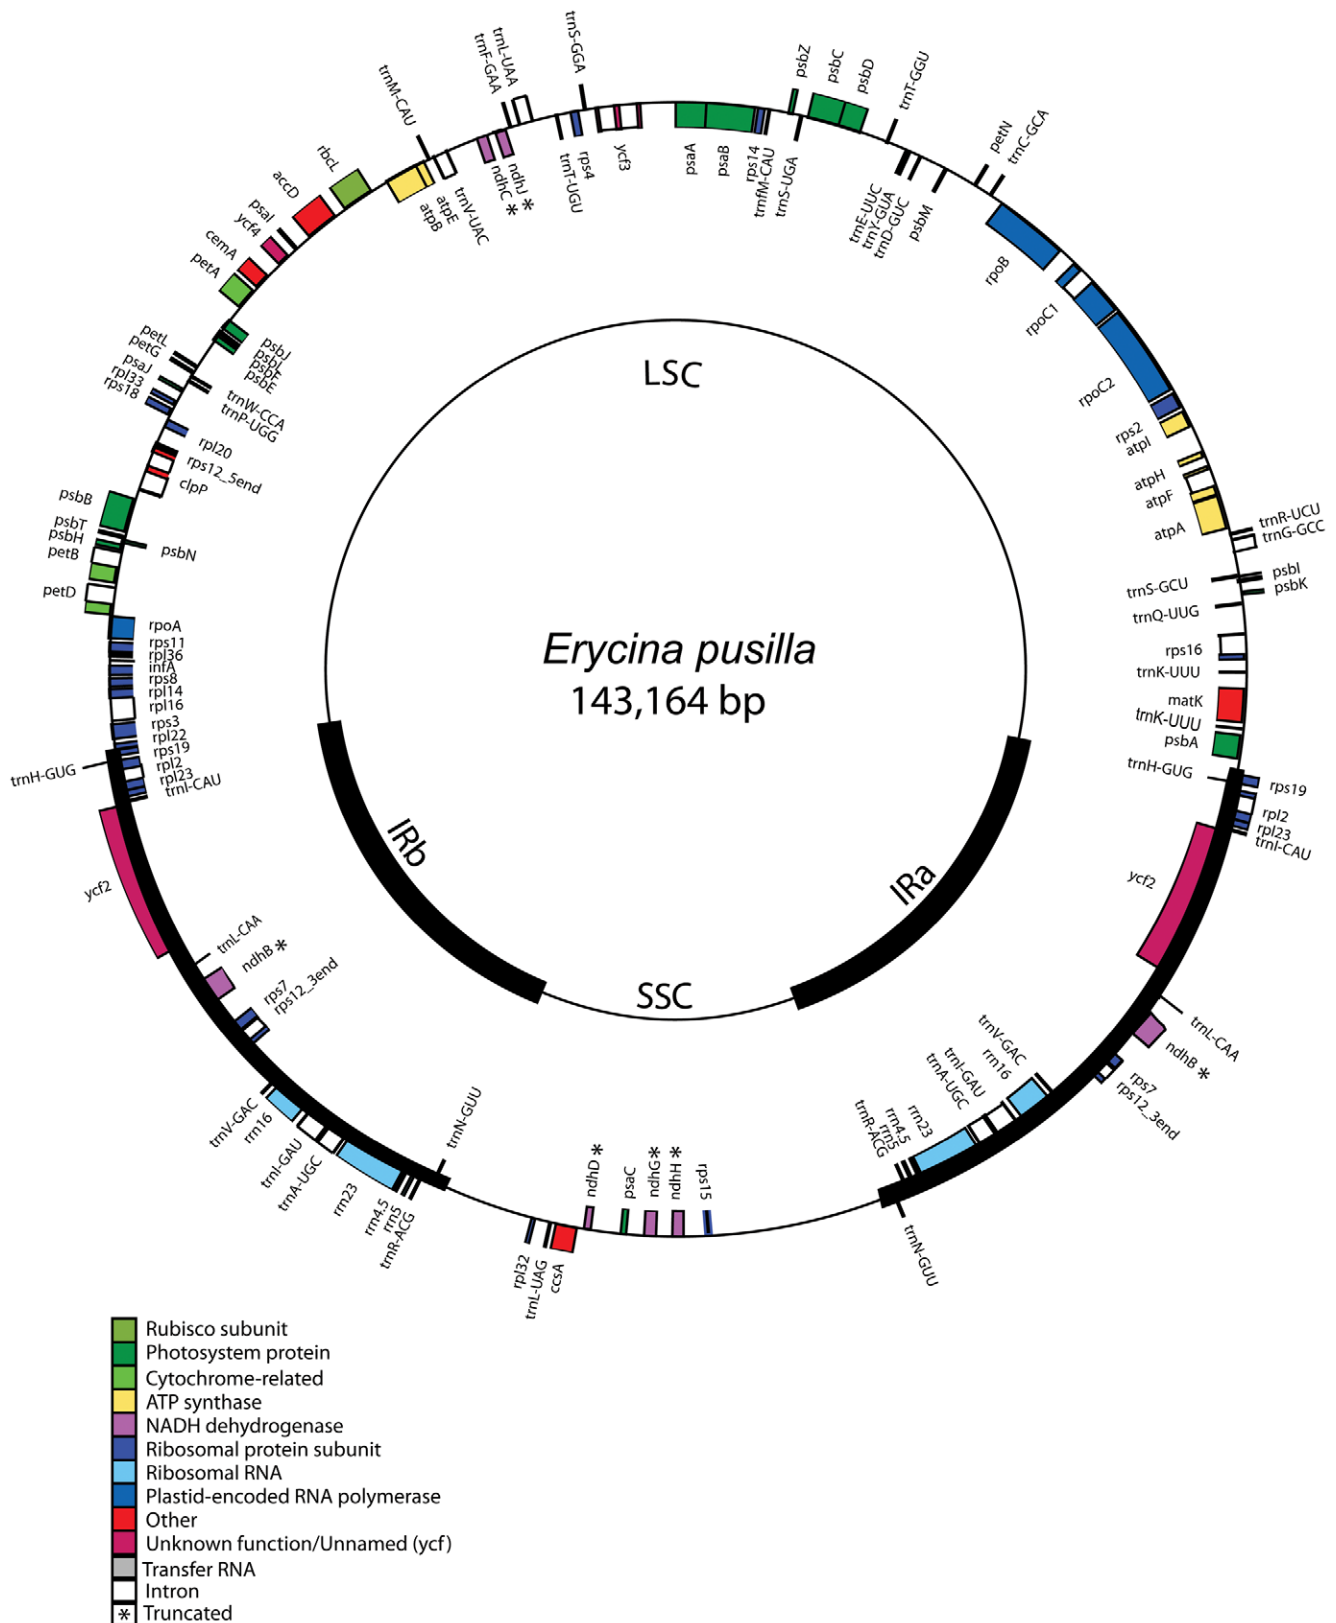 trnS-GGA
trnL-UAA
trnF-GAA
trnM-CAU
rbcL
accD
psaI
ycf4
cemA
petA
petL
petG
psaJ
rpl33
rps18
psbB
psbT
psbH
petB
petD
trnH-GUG
ycf2
psbZ
psbC
psbD
trnT-GGU
petN
trnC-GCA
trnR-UCU
trnG-GCC
psbI
psbK
rps19
rpl2
rpl23
trnI-CAU
trnL-CAA
ndhB *
rps7
rps12_3end
trnN-GUU
atpB
atpE
trnV-UAC
ndhC *
ndhJ *
trnT-UGU
rps4
ycf3
psaA
psaB
rps14
trnfM-CAU
trnS-UGA
trnE-UUC
trnY-GUA
trnD-GUC
psbM
rpoB
rpoC1
rpoC2
rps2
atpI
atpH
atpF
atpA
trnS-GCU
trnQ-UUG
rps16
trnK-UUU
matK
trnK-UUU
psbA
trnH-GUG
ycf2
psbJ
psbL
psbF
psbE
trnW-CCA
trnP-UGG
rpl20
rps12_5end
clpP
psbN
rpoA
rps11
rpl36
infA
rps8
rpl14
rpl16
rps3
rpl22
rps19
rpl2
rpl23
trnI-CAU
trnL-CAA
ndhB *
rps7
rps12_3end
LSC
Erycina pusilla
143,164 bp
IRb
IRa
SSC
trnV-GAC
rrn16
trnI-GAU
trnA-UGC
rrn23
rrn4.5
rrn5
trnR-ACG
trnN-GUU
trnV-GAC
rrn16
trnI-GAU
trnA-UGC
rrn23
rrn4.5
rrn5
trnR-ACG
ndhD *
psaC
ndhG *
ndhH *
rps15
rpl32
trnL-UAG
ccsA
Rubisco subunit
Photosystem protein
Cytochrome-related
ATP synthase
NADH dehydrogenase
Ribosomal protein subunit
Ribosomal RNA
Plastid-encoded RNA polymerase
Other
Unknown function/Unnamed (ycf)
Transfer RNA
Intron
* Truncated